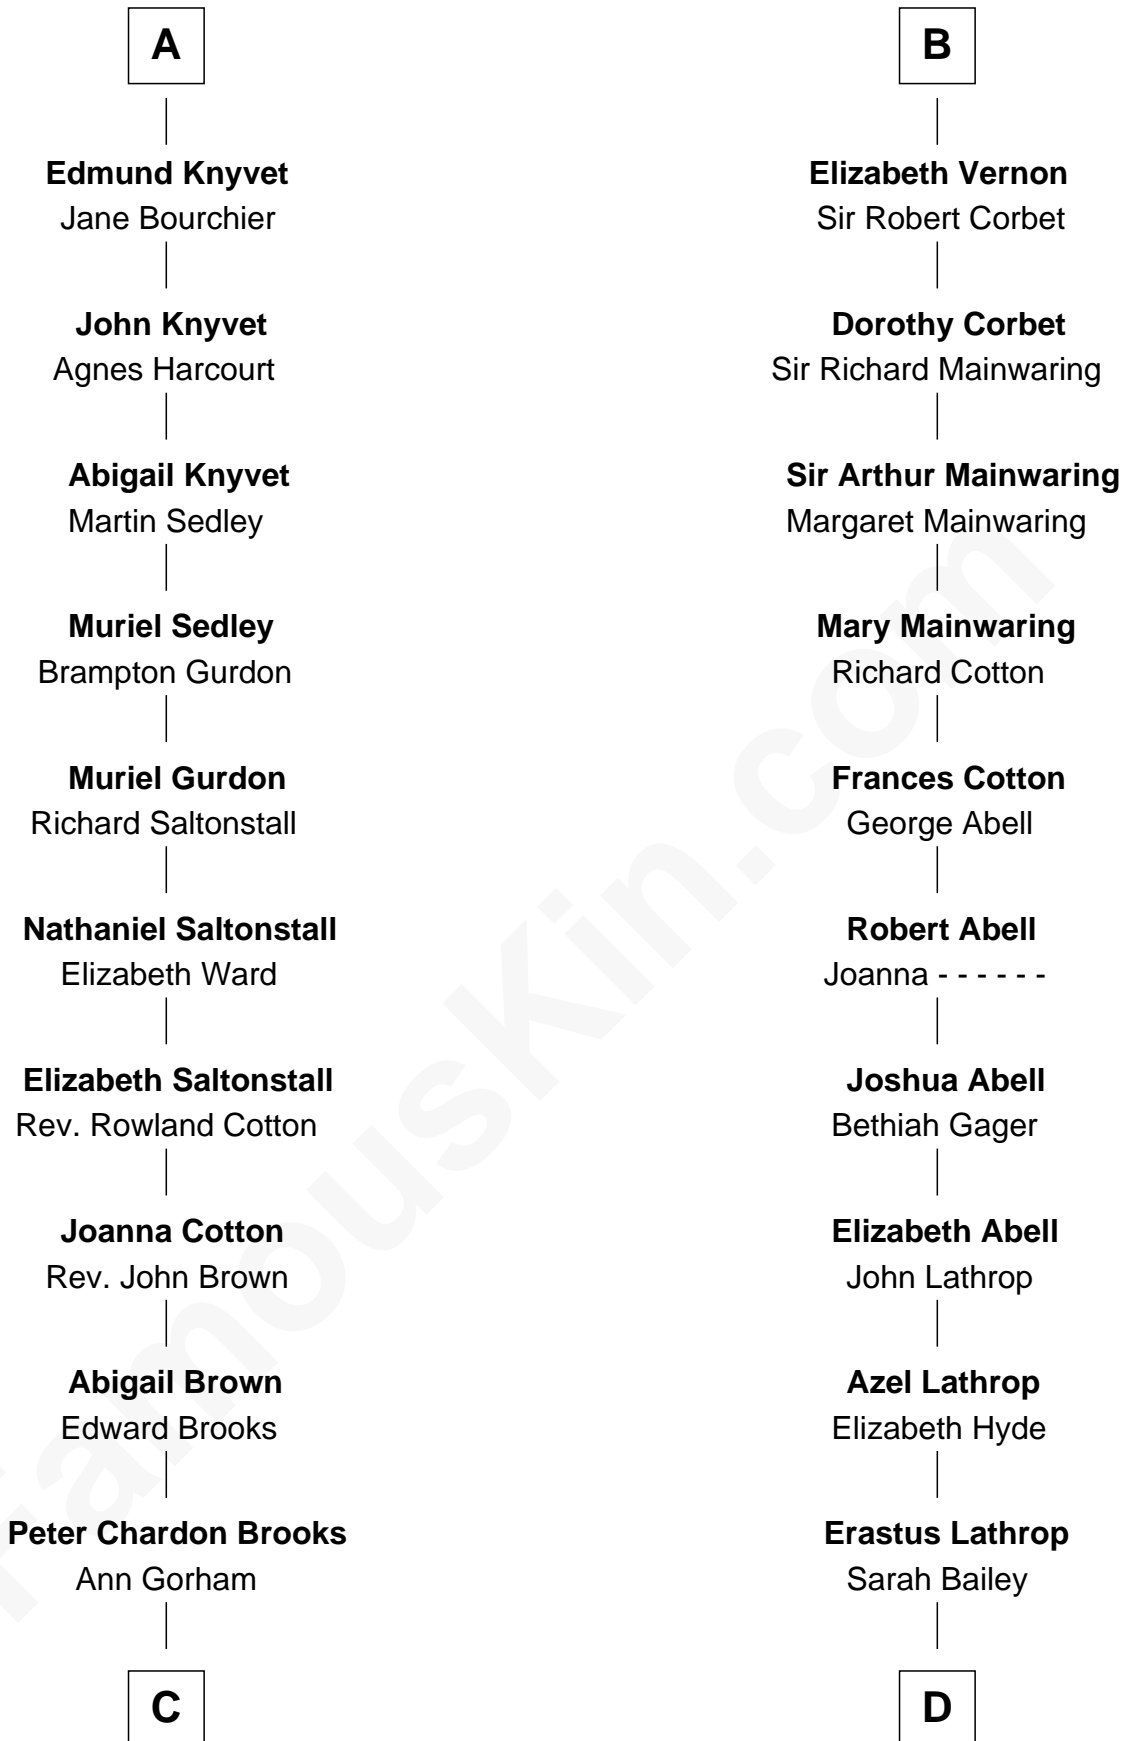 A
Edmund Knyvet
Jane Bourchier
John Knyvet
Agnes Harcourt
Abigail Knyvet
Martin Sedley
Muriel Sedley
Brampton Gurdon
Muriel Gurdon
Richard Saltonstall
Nathaniel Saltonstall
Elizabeth Ward
Elizabeth Saltonstall
Rev. Rowland Cotton
Joanna Cotton
Rev. John Brown
Abigail Brown
Edward Brooks
Peter Chardon Brooks
Ann Gorham
C
B
Elizabeth Vernon
Sir Robert Corbet
Dorothy Corbet
Sir Richard Mainwaring
Sir Arthur Mainwaring
Margaret Mainwaring
Mary Mainwaring
Richard Cotton
Frances Cotton
George Abell
Robert Abell
Joanna - - - - - -
Joshua Abell
Bethiah Gager
Elizabeth Abell
John Lathrop
Azel Lathrop
Elizabeth Hyde
Erastus Lathrop
Sarah Bailey
D
FamousKin.com